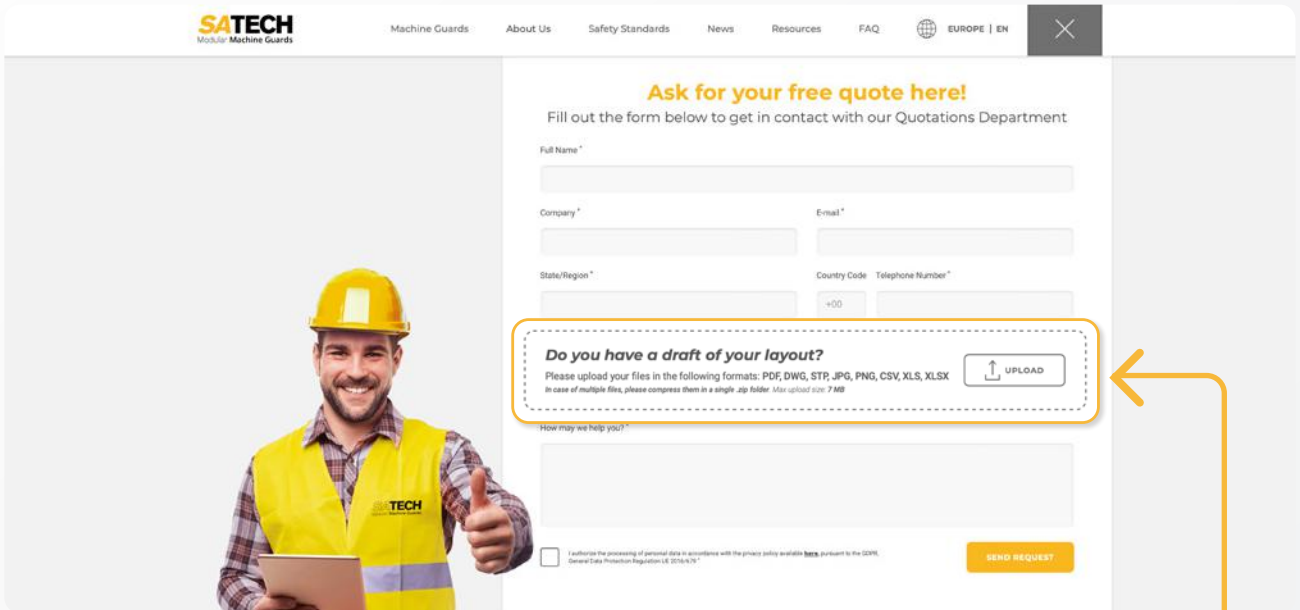 SATECH
Modular Machine Guards
Machine Guards About Us Safety Standards News Resources FAQ EUROPE | EN
Ask for your free quote here!
Fill out the form below to get in contact with our Quotations Department
Full Name *
Company * E-mail *
State/Region * Country Code Telephone Number *
+00
Do you have a draft of your layout?
Please upload your files in the following formats: PDF, DWG, STP, JPG, PNG, CSV, XLS, XLSX
In case of multiple files, please compress them in a single .zip folder. Max upload size: 7 MB
UPLOAD
How may we help you? *
SATECH
Modular Machine Guards
I authorize the processing of personal data in accordance with the privacy policy available here, pursuant to the GDPR,
General Data Protection Regulation UE 2016/679 *
SEND REQUEST